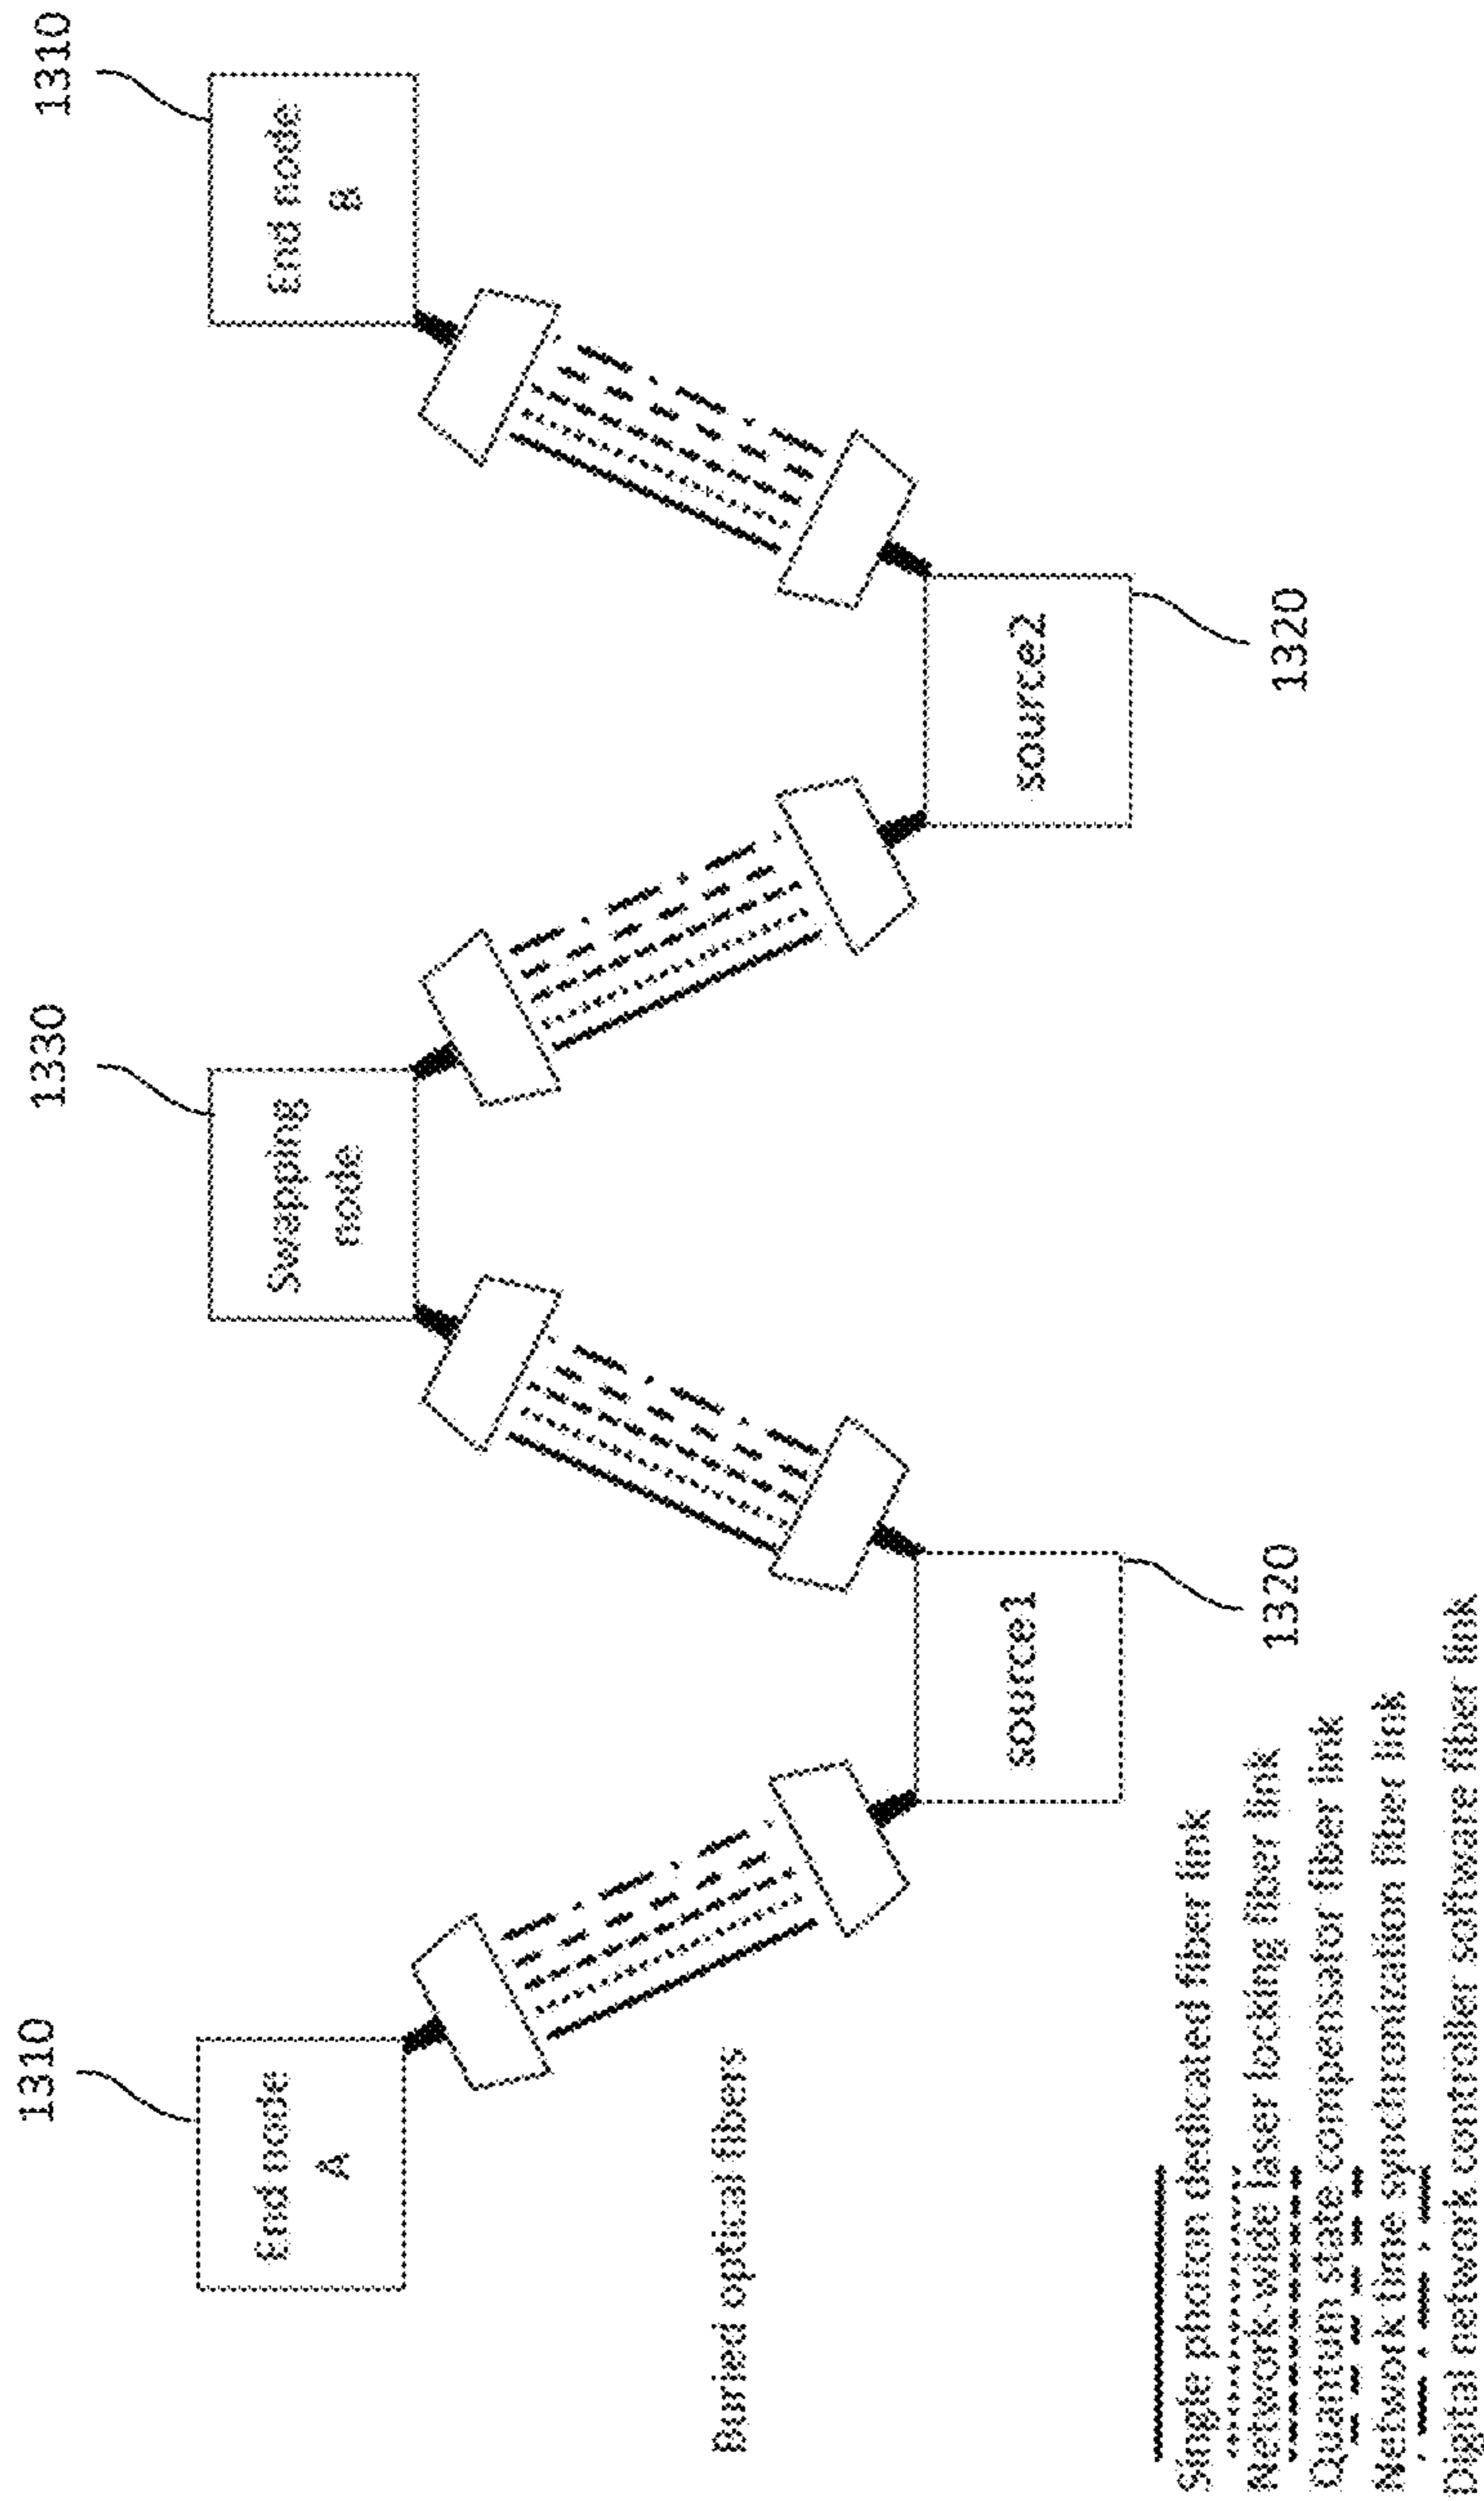 1310
End node
A
1330
Swapping
node
1310
End node
B
Buried optical fibers
source1
1320
source2
1320
Single photon dedicated fiber link
Network-wide laser locking fiber link
Quantum state compensator fiber link
Network time synchronization fiber link
Digital network controller software fiber link